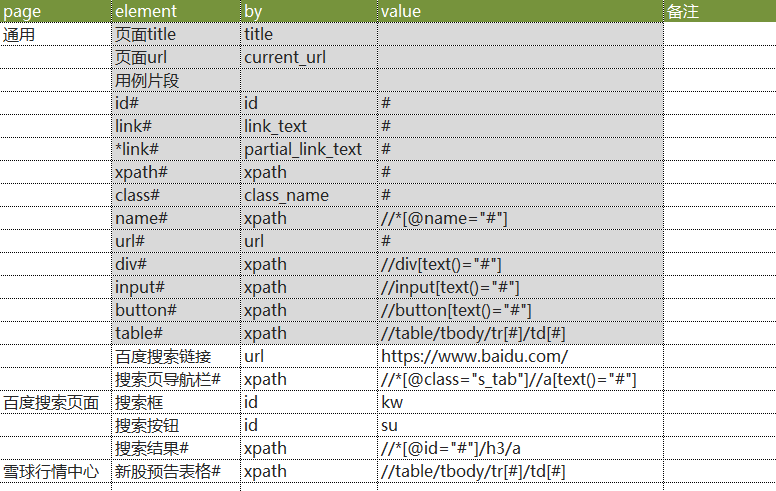 page element by value 备注
通用 页面title title
页面url current_url
用例片段
id# id #
link# link_text #
*link# partial_link_text #
xpath# xpath #
class# class_name #
name# xpath //*[@name="#"]
url# url #
div# xpath //div[text()="#"]
input# xpath //input[text()="#"]
button# xpath //button[text()="#"]
table# xpath //table/tbody/tr[#]/td[#]
百度搜索链接 url https://www.baidu.com/
搜索页导航栏# xpath //*[@class="s_tab"]//a[text()="#"]
百度搜索页面 搜索框 id kw
搜索按钮 id su
搜索结果# xpath //*[@id="#"]/h3/a
雪球行情中心 新股预告表格# xpath //table/tbody/tr[#]/td[#]